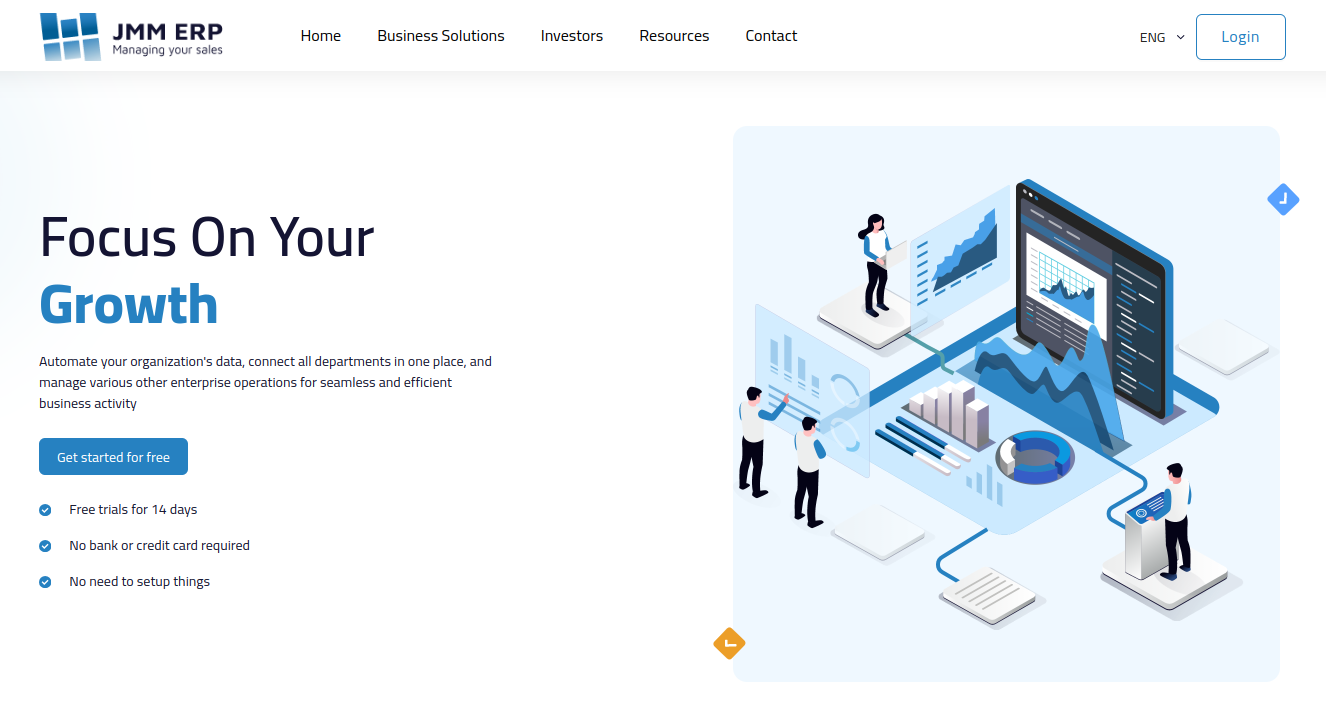 JMM ERP
Managing your sales
Home
Business Solutions
Investors
Resources
Contact
ENG
Login
Focus On Your
Growth
Automate your organization's data, connect all departments in one place, and
manage various other enterprise operations for seamless and efficient
business activity
Get started for free
Free trials for 14 days
No bank or credit card required
No need to setup things